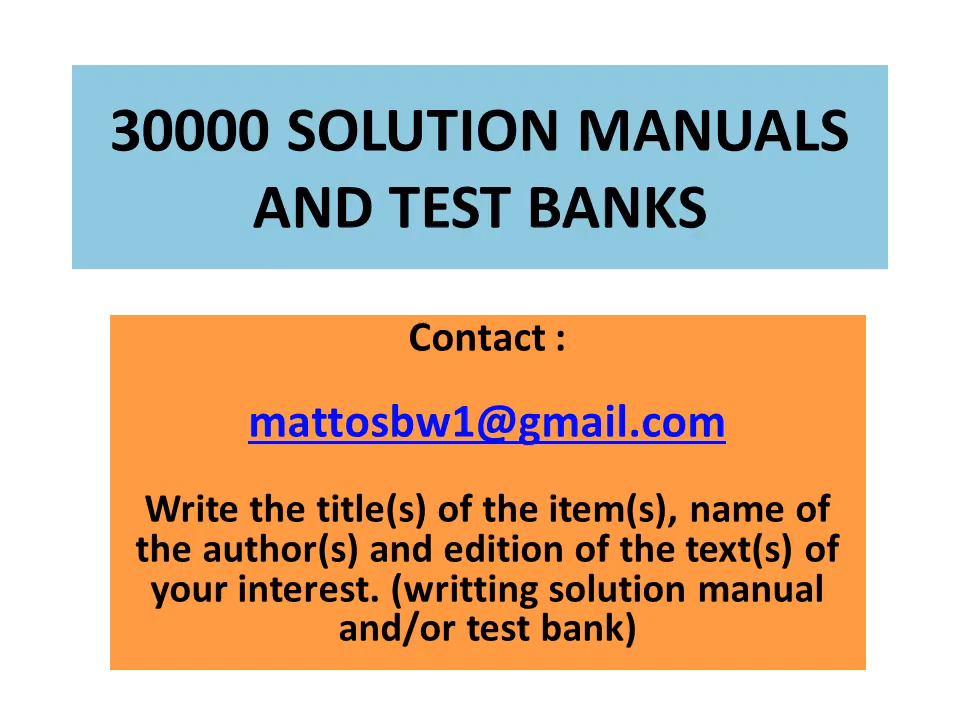 30000 SOLUTION MANUALS
AND TEST BANKS
Contact :
mattosbw1@gmail.com
Write the title(s) of the item(s), name of
the author(s) and edition of the text(s) of
your interest. (writting solution manual
and/or test bank)